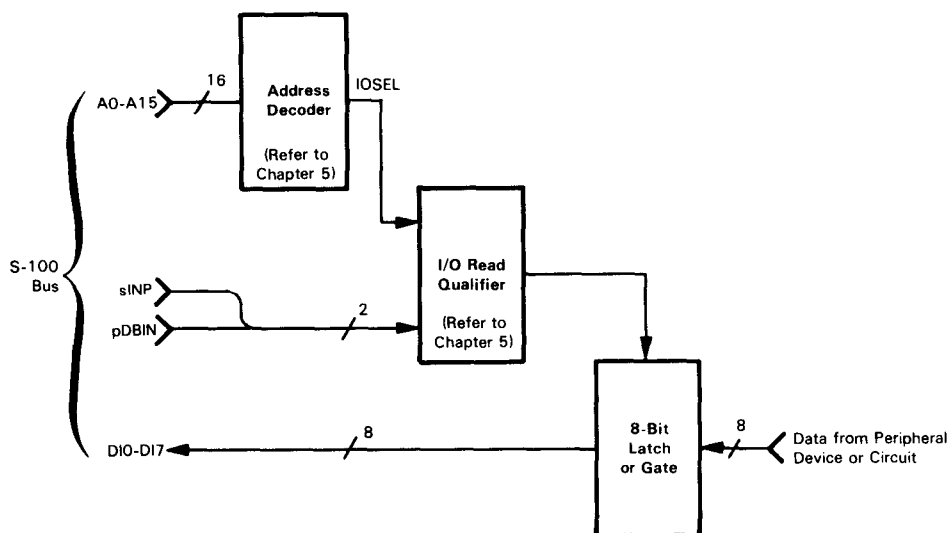 16
A0-A15
Address
Decoder
(Refer to
Chapter 5)
IOSEL
S-100
Bus
sINP
pDBIN
2
I/O Read
Qualifier
(Refer to
Chapter 5)
DI0-DI7
8
8-Bit
Latch
or Gate
8
Data from Peripheral
Device or Circuit